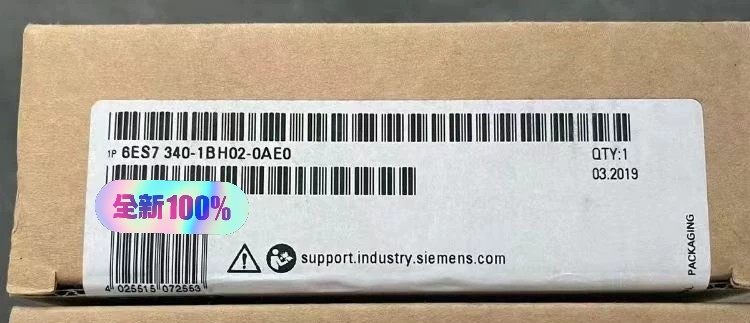 1P 6ES7 340-1BH02-0AE0
QTY:1
03.2019
全新100%
support.industry.siemens.com
4 025515 072553
PACKAGING